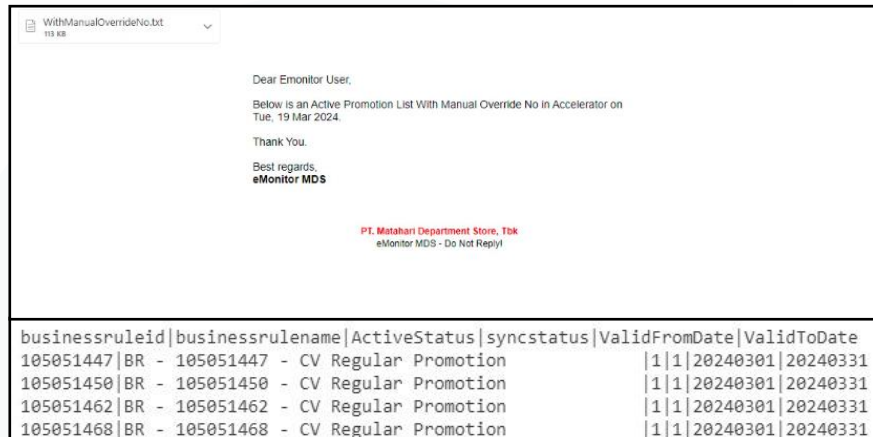 WithManualOverrideNo.txt
113 KB
Dear Emonitor User,
Below is an Active Promotion List With Manual Override No in Accelerator on
Tue, 19 Mar 2024.
Thank You.
Best regards,
eMonitor MDS
PT. Matahari Department Store, Tbk
eMonitor MDS - Do Not Reply!
businessruleid|businessrulename|ActiveStatus|syncstatus|ValidFromDate|ValidToDate
105051447|BR - 105051447 - CV Regular Promotion |1|1|20240301|20240331
105051450|BR - 105051450 - CV Regular Promotion |1|1|20240301|20240331
105051462|BR - 105051462 - CV Regular Promotion |1|1|20240301|20240331
105051468|BR - 105051468 - CV Regular Promotion |1|1|20240301|20240331